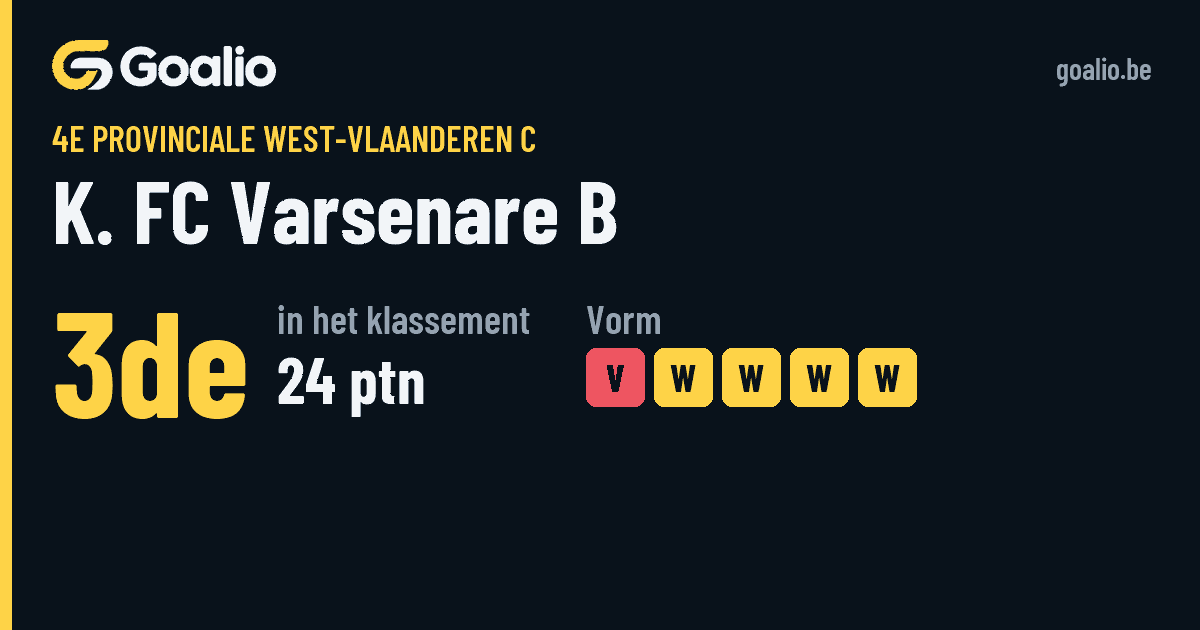 Goalio
goalio.be
4E PROVINCIALE WEST-VLAANDEREN C
K. FC Varsenare B
3de
in het klassement
24 ptn
Vorm
V W W W W